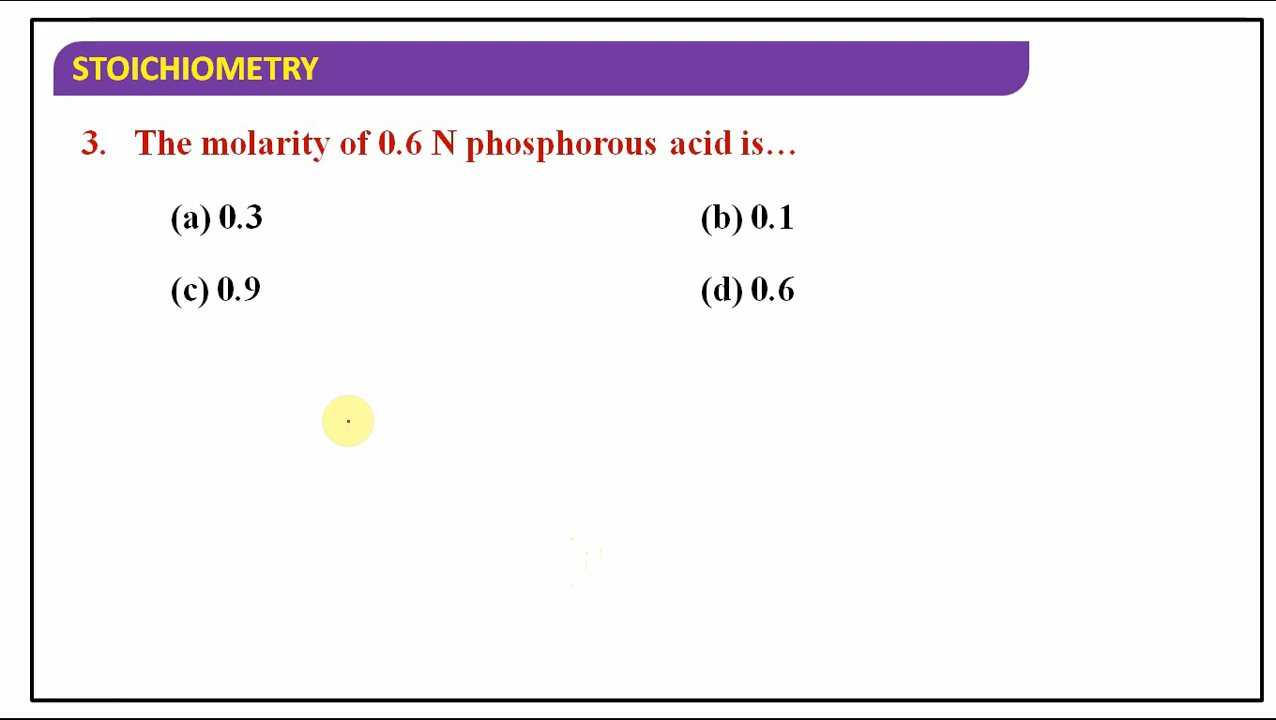 STOICHIOMETRY
3. The molarity of 0.6 N phosphorous acid is…
(a) 0.3 (b) 0.1
(c) 0.9 (d) 0.6